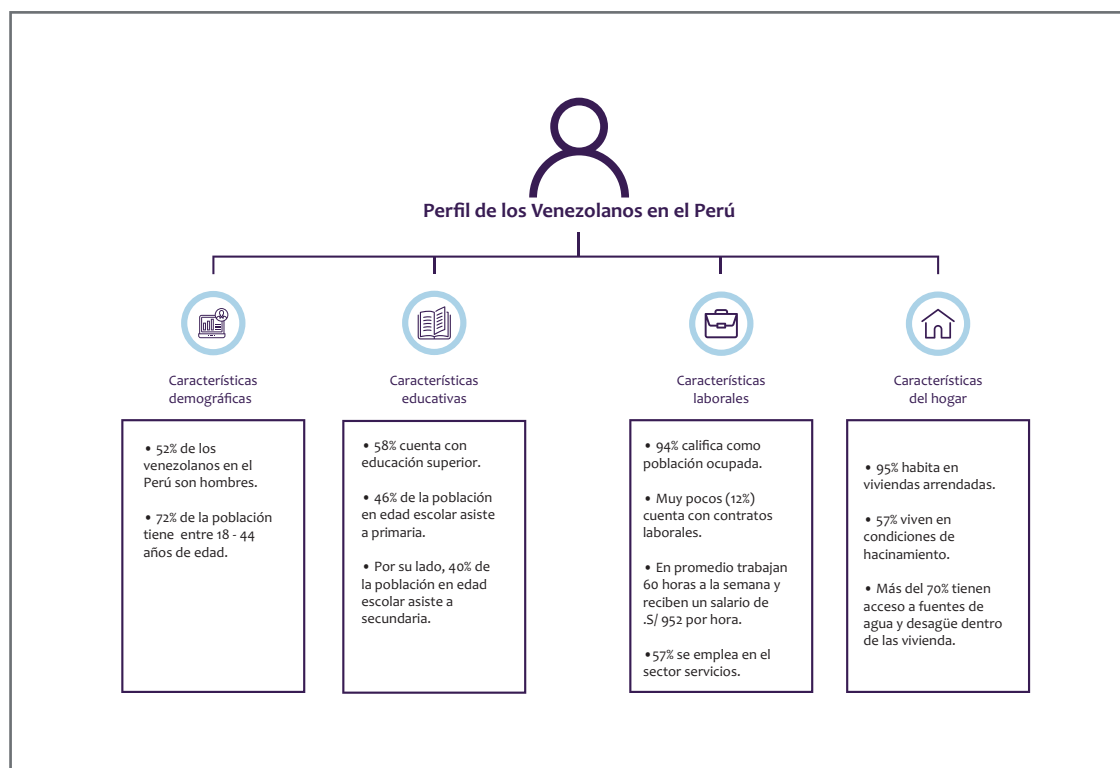 Perfil de los Venezolanos en el Perú
Características
demográficas
• 52% de los
venezolanos en el
Perú son hombres.
• 72% de la población
tiene entre 18 - 44
años de edad.
Características
educativas
• 58% cuenta con
educación superior.
• 46% de la población
en edad escolar asiste
a primaria.
• Por su lado, 40% de
la población en edad
escolar asiste a
secundaria.
Características
laborales
• 94% califica como
población ocupada.
• Muy pocos (12%)
cuenta con contratos
laborales.
• En promedio trabajan
60 horas a la semana y
reciben un salario de
.S/ 952 por hora.
•57% se emplea en el
sector servicios.
Características
del hogar
• 95% habita en
viviendas arrendadas.
• 57% viven en
condiciones de
hacinamiento.
• Más del 70% tienen
acceso a fuentes de
agua y desagüe dentro
de las vivienda.